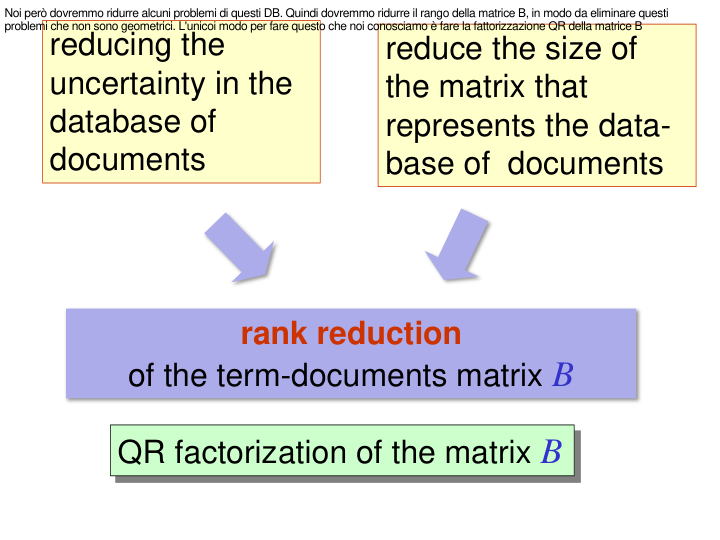 Noi però dovremmo ridurre alcuni problemi di questi DB. Quindi dovremmo ridurre il rango della matrice B, in modo da eliminare questi
problemi che non sono geometrici. L'unicoi modo per fare questo che noi conosciamo è fare la fattorizzazione QR della matrice B
reducing the
uncertainty in the
database of
documents
reduce the size of
the matrix that
represents the data-
base of documents
rank reduction
of the term-documents matrix B
QR factorization of the matrix B